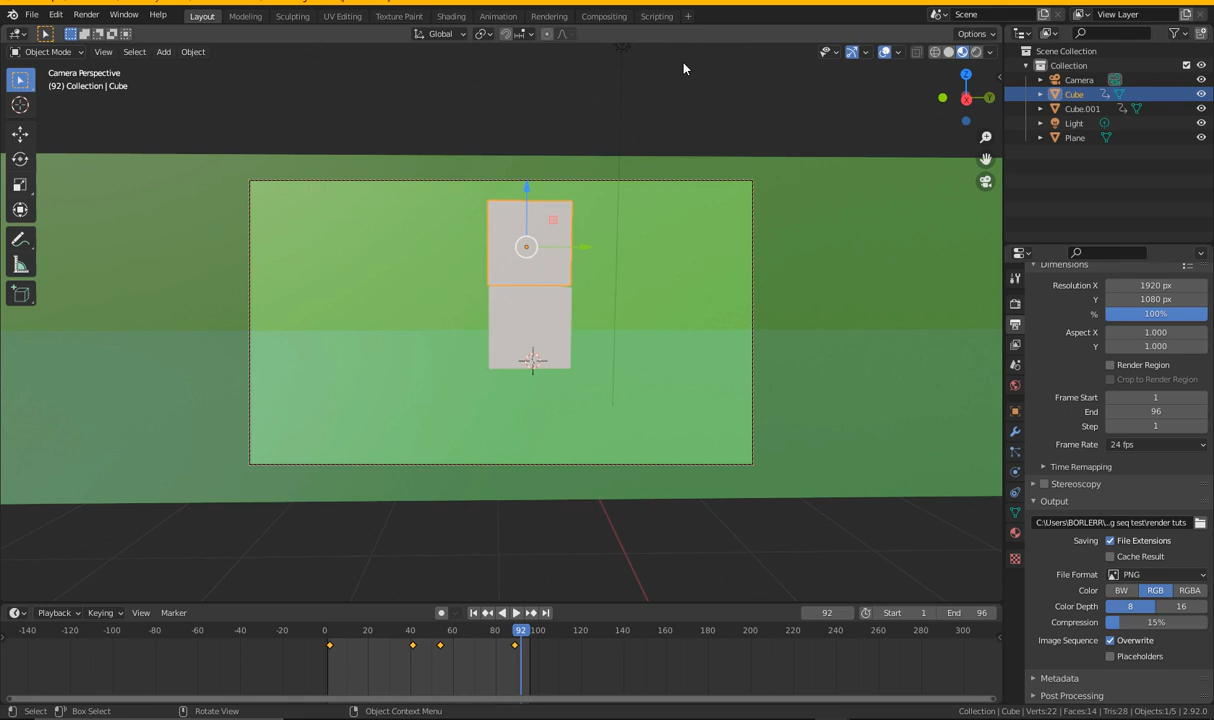 File Edit Render Window Help Layout Modeling Sculpting UV Editing Texture Paint Shading Animation Rendering Compositing Scripting + Scene View Layer
Global Options
Object Mode View Select Add Object
Camera Perspective
(92) Collection | Cube
Z
X
Y
Scene Collection
Collection
Camera
Cube
Cube.001
Light
Plane
Dimensions
Resolution X 1920 px
Y 1080 px
% 100%
Aspect X 1.000
Y 1.000
Render Region
Crop to Render Region
Frame Start 1
End 96
Step 1
Frame Rate 24 fps
Time Remapping
Stereoscopy
Output
C:\Users\BORLERR\...g seq test\render tuts
Saving File Extensions
Cache Result
File Format PNG
Color BW RGB RGBA
Color Depth 8 16
Compression 15%
Image Sequence Overwrite
Placeholders
Metadata
Post Processing
Playback Keying View Marker 92 Start 1 End 96
-140 -120 -100 -80 -60 -40 -20 0 20 40 60 80 92 100 120 140 160 180 200 220 240 260 280 300
Select Box Select Rotate View Object Context Menu Collection | Cube | Verts:22 | Faces:14 | Tris:28 | Objects:1/5 | 2.92.0